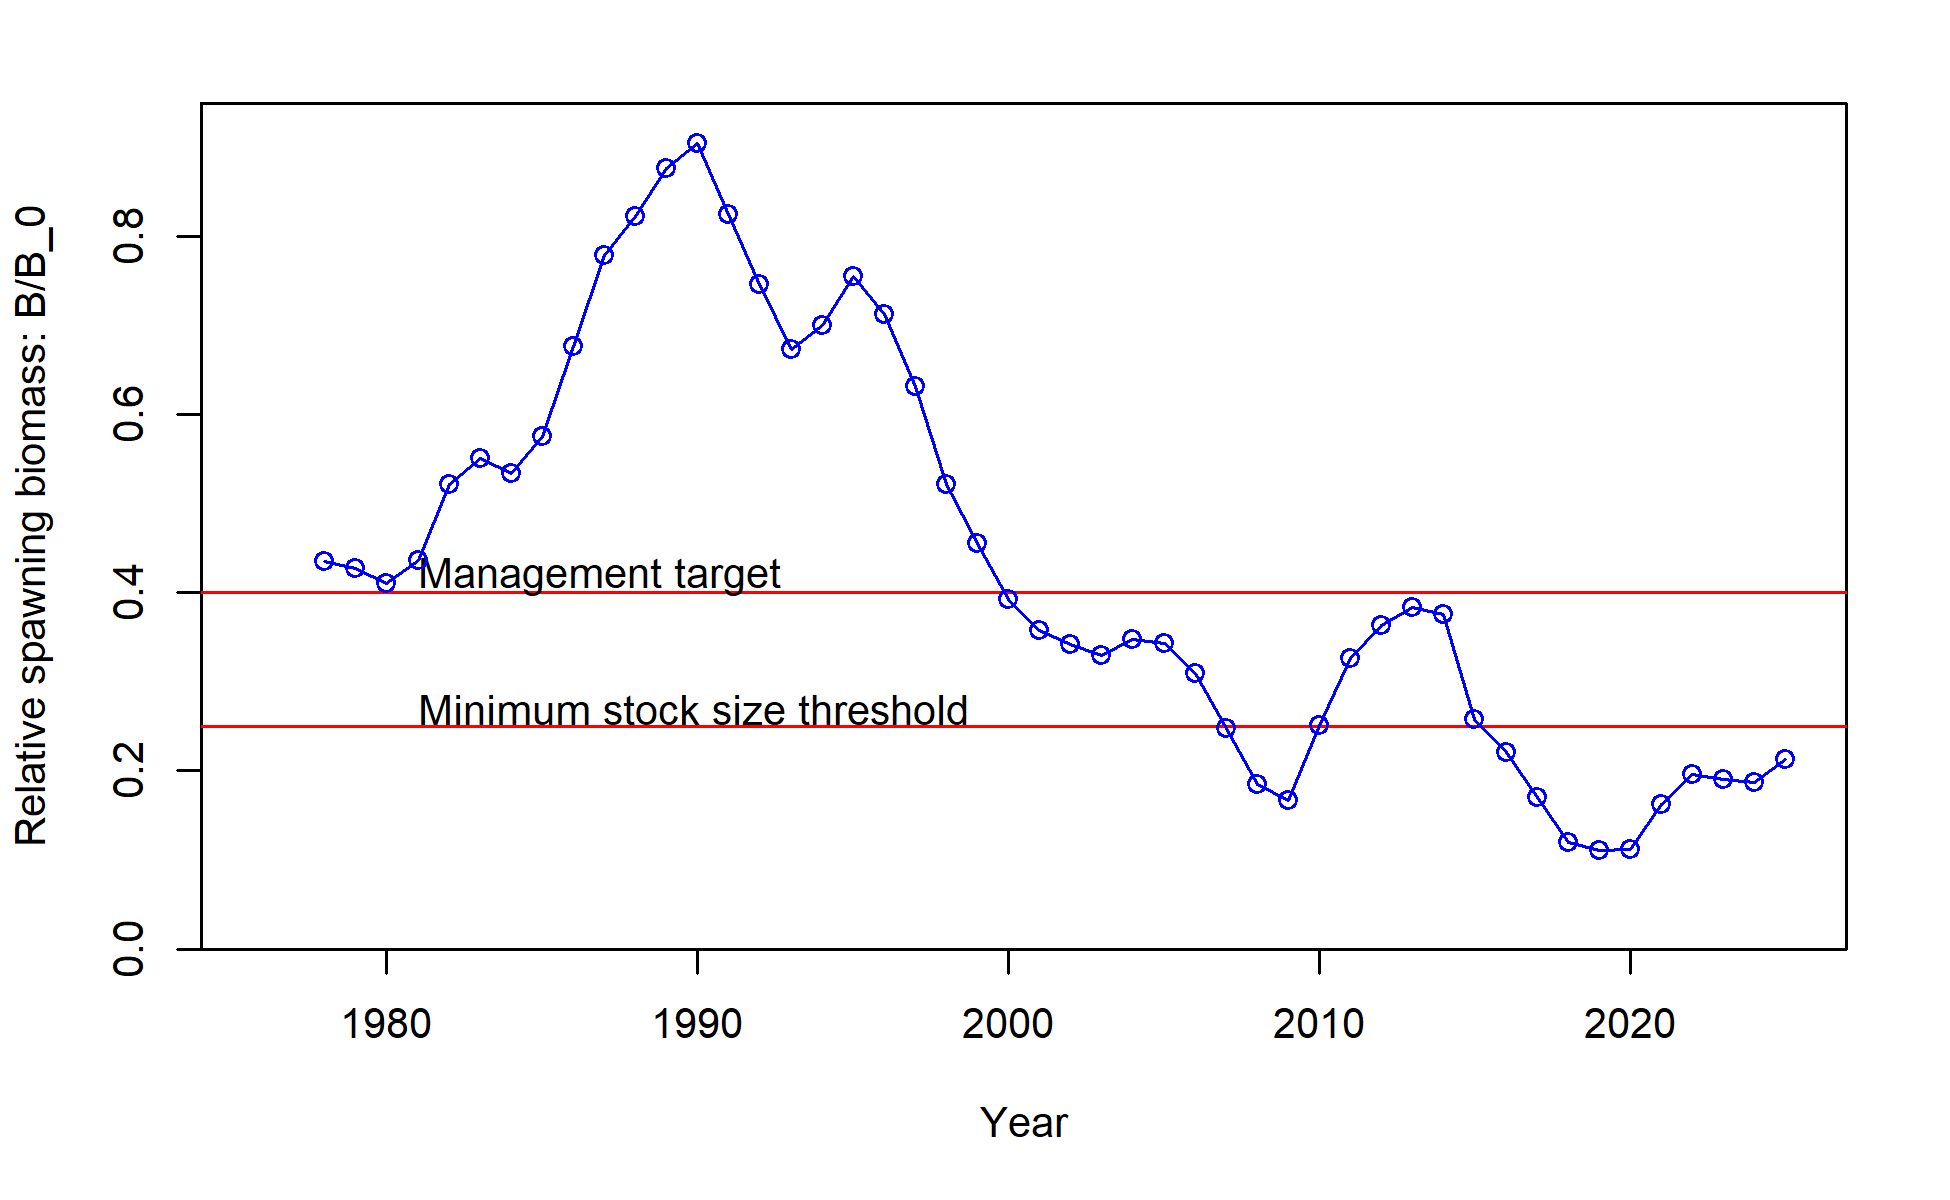 Relative spawning biomass: B/B_0
0.8
0.6
0.4
0.2
0.0
Management target
Minimum stock size threshold
1980 1990 2000 2010 2020
Year